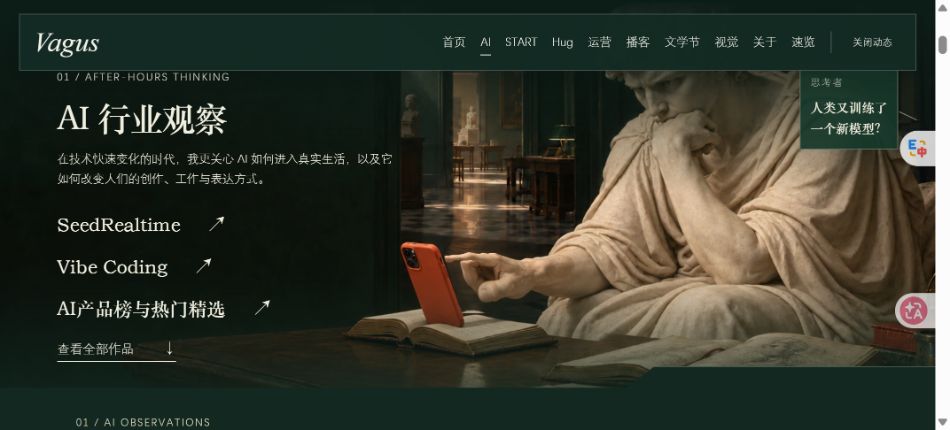 Vagus
首页 AI START Hug 运营 播客 文学节 视觉 关于 速览 关闭动态
01 / AFTER-HOURS THINKING
AI 行业观察
在技术快速变化的时代，我更关心 AI 如何进入真实生活，以及它
如何改变人们的创作、工作与表达方式。
SeedRealtime ↗
Vibe Coding ↗
AI产品榜与热门精选 ↗
查看全部作品 ↓
思考者
人类又训练了
一个新模型？
01 / AI OBSERVATIONS